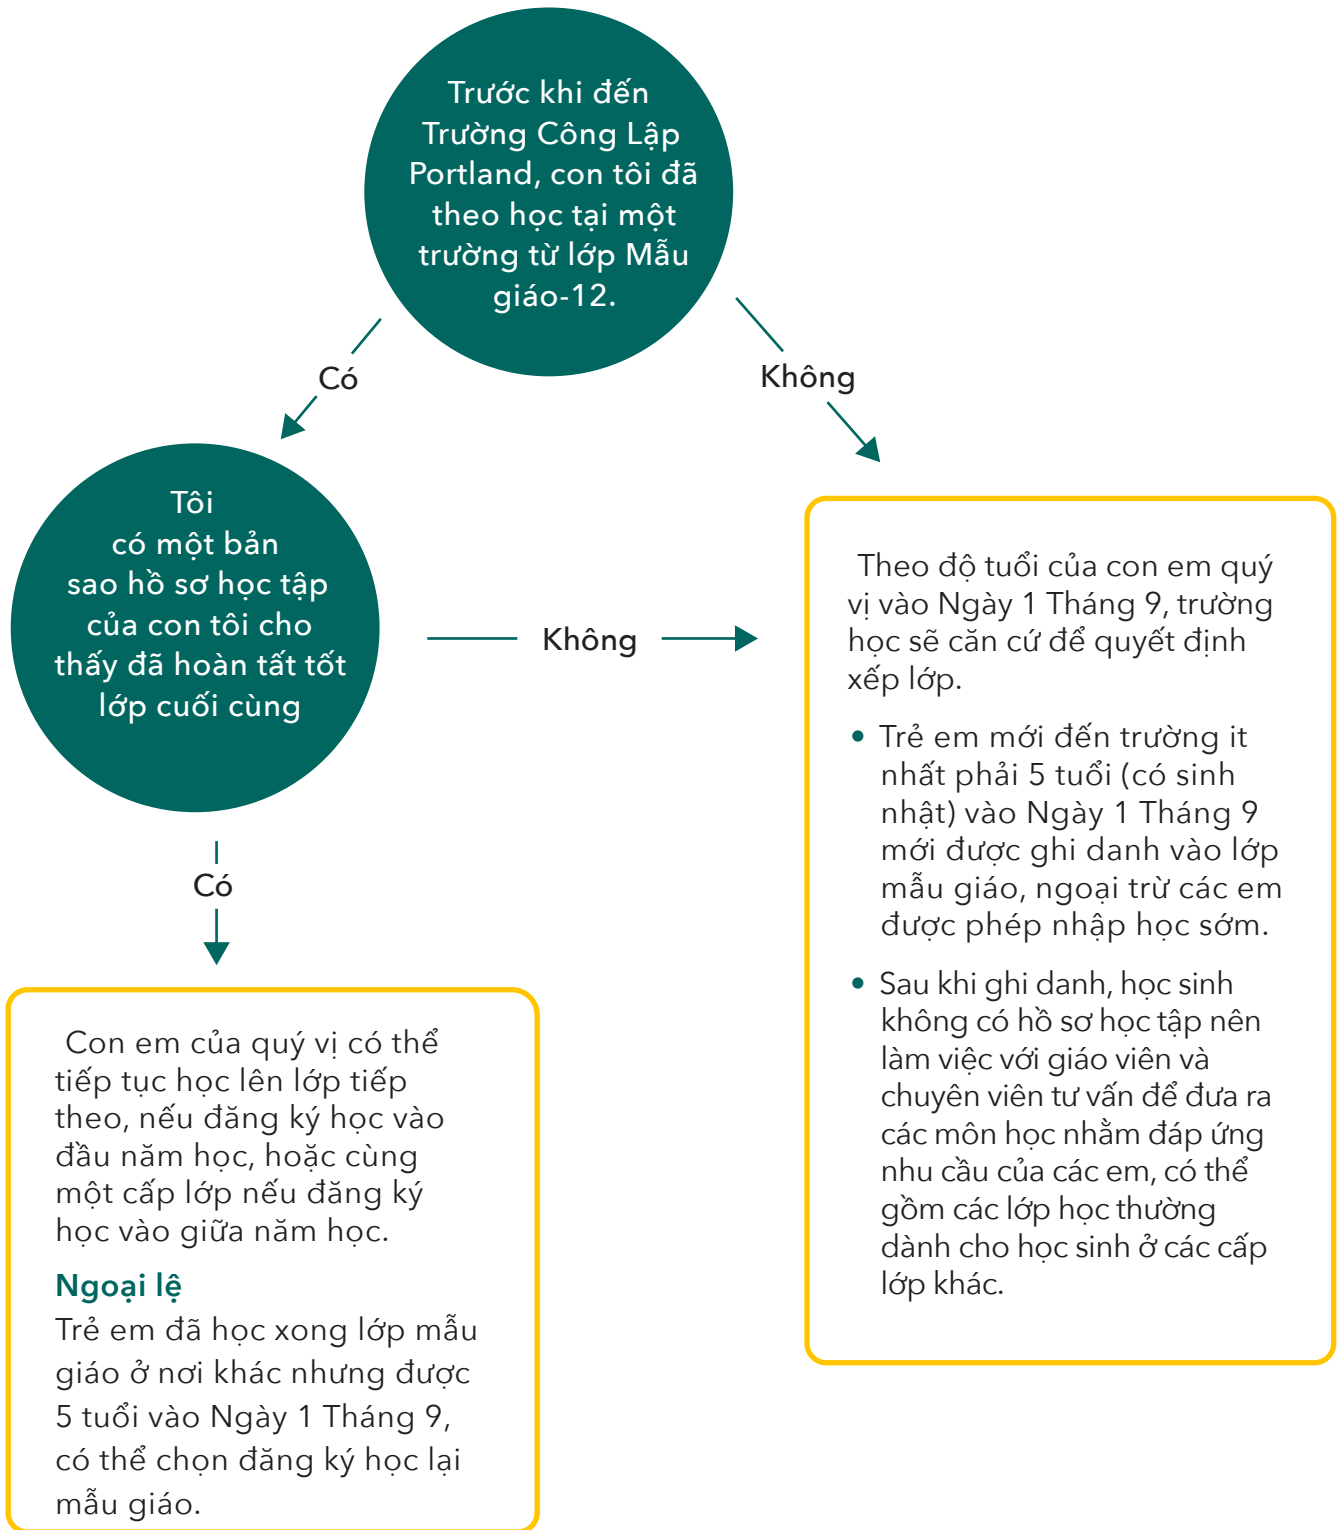 Trước khi đến
Trường Công Lập
Portland, con tôi đã
theo học tại một
trường từ lớp Mẫu
giáo-12.
Có
Không
Tôi
có một bản
sao hồ sơ học tập
của con tôi cho
thấy đã hoàn tất tốt
lớp cuối cùng
Không
Có
Theo độ tuổi của con em quý
vị vào Ngày 1 Tháng 9, trường
học sẽ căn cứ để quyết định
xếp lớp.
• Trẻ em mới đến trường it
nhất phải 5 tuổi (có sinh
nhật) vào Ngày 1 Tháng 9
mới được ghi danh vào lớp
mẫu giáo, ngoại trừ các em
được phép nhập học sớm.
• Sau khi ghi danh, học sinh
không có hồ sơ học tập nên
làm việc với giáo viên và
chuyên viên tư vấn để đưa ra
các môn học nhằm đáp ứng
nhu cầu của các em, có thể
gồm các lớp học thường
dành cho học sinh ở các cấp
lớp khác.
Con em của quý vị có thể
tiếp tục học lên lớp tiếp
theo, nếu đăng ký học vào
đầu năm học, hoặc cùng
một cấp lớp nếu đăng ký
học vào giữa năm học.
Ngoại lệ
Trẻ em đã học xong lớp mẫu
giáo ở nơi khác nhưng được
5 tuổi vào Ngày 1 Tháng 9,
có thể chọn đăng ký học lại
mẫu giáo.